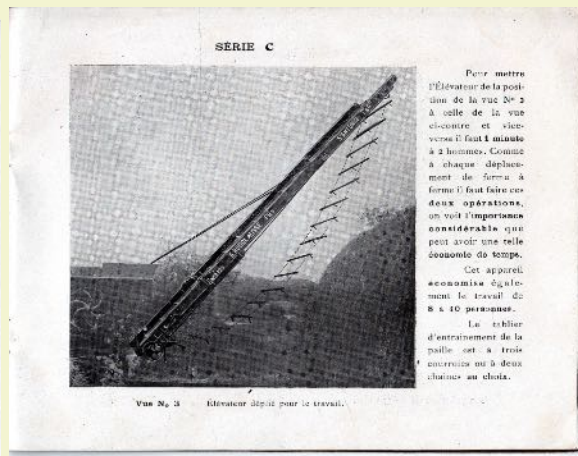 SÉRIE C
Pour mettre
l'Élévateur de la posi-
tion de la vue Nº 2
à celle de la vue
ci-contre et vice-
versa il faut 1 minute
à 2 hommes. Comme
à chaque déplace-
ment de ferme à
ferme il faut faire ces
deux opérations,
on voit l'importance
considérable que
peut avoir une telle
économie de temps.
Cet appareil
économise égale-
ment le travail de
8 à 10 personnes.
Le tablier
d'entraînement de la
paille est à trois
courroies ou à deux
chaînes au choix.
Vue No 3 Élévateur déplié pour le travail.